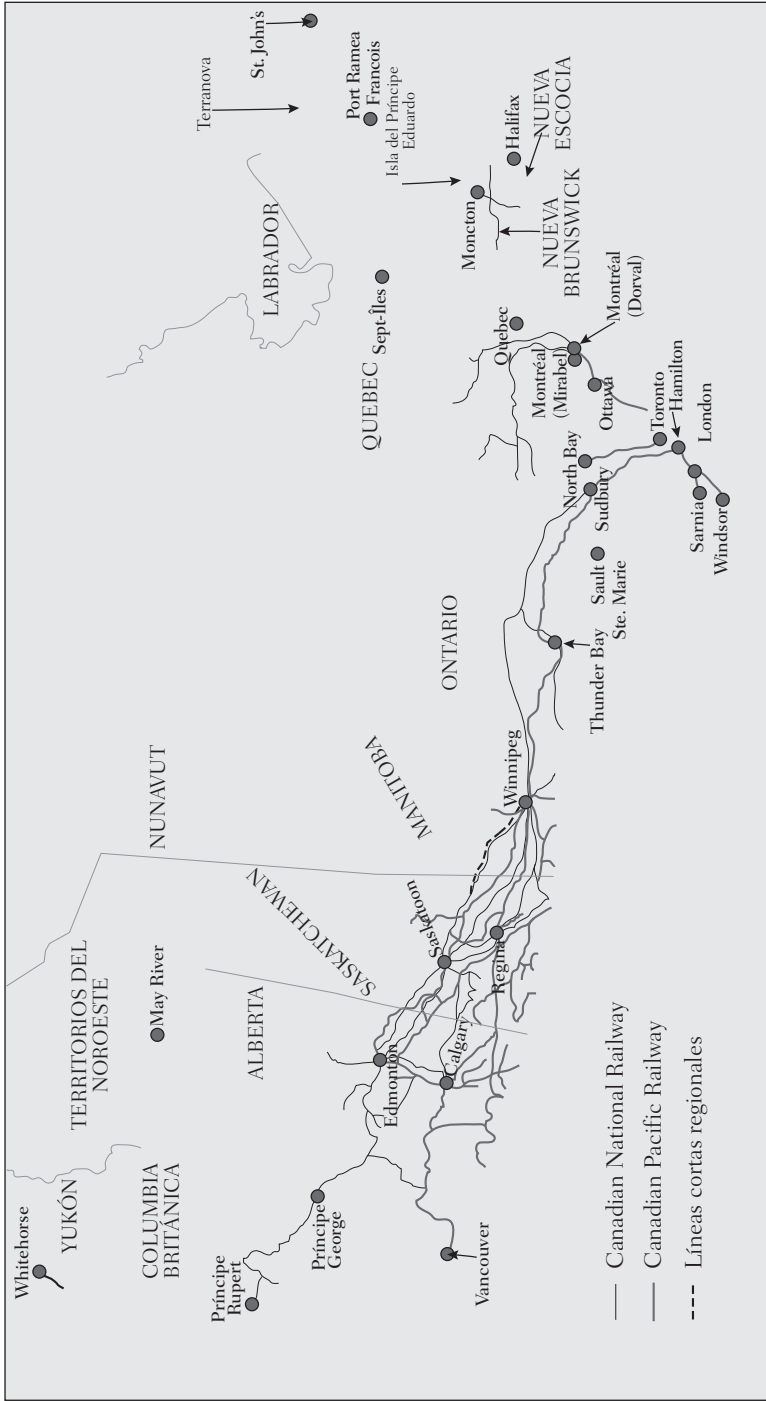 Whitehorse
YUKÓN
TERRITORIOS DEL
NOROESTE
May River
NUNAVUT
COLUMBIA
BRITÁNICA
ALBERTA
SASKATCHEWAN
MANITOBA
ONTARIO
QUEBEC
LABRADOR
Terranova
St. John's
Port Ramea
Francois
Isla del Príncipe
Eduardo
Sept-Îles
Príncipe
Rupert
Príncipe
George
Vancouver
Edmonton
Calgary
Saskatoon
Regina
Winnipeg
Thunder Bay
Sault
Ste. Marie
Sudbury
North Bay
Toronto
Hamilton
London
Sarnia
Windsor
Ottawa
Montréal
(Mirabel)
Montréal
(Dorval)
Quebec
Moncton
NUEVA
BRUNSWICK
Halifax
NUEVA
ESCOCIA
Canadian National Railway
Canadian Pacific Railway
Líneas cortas regionales